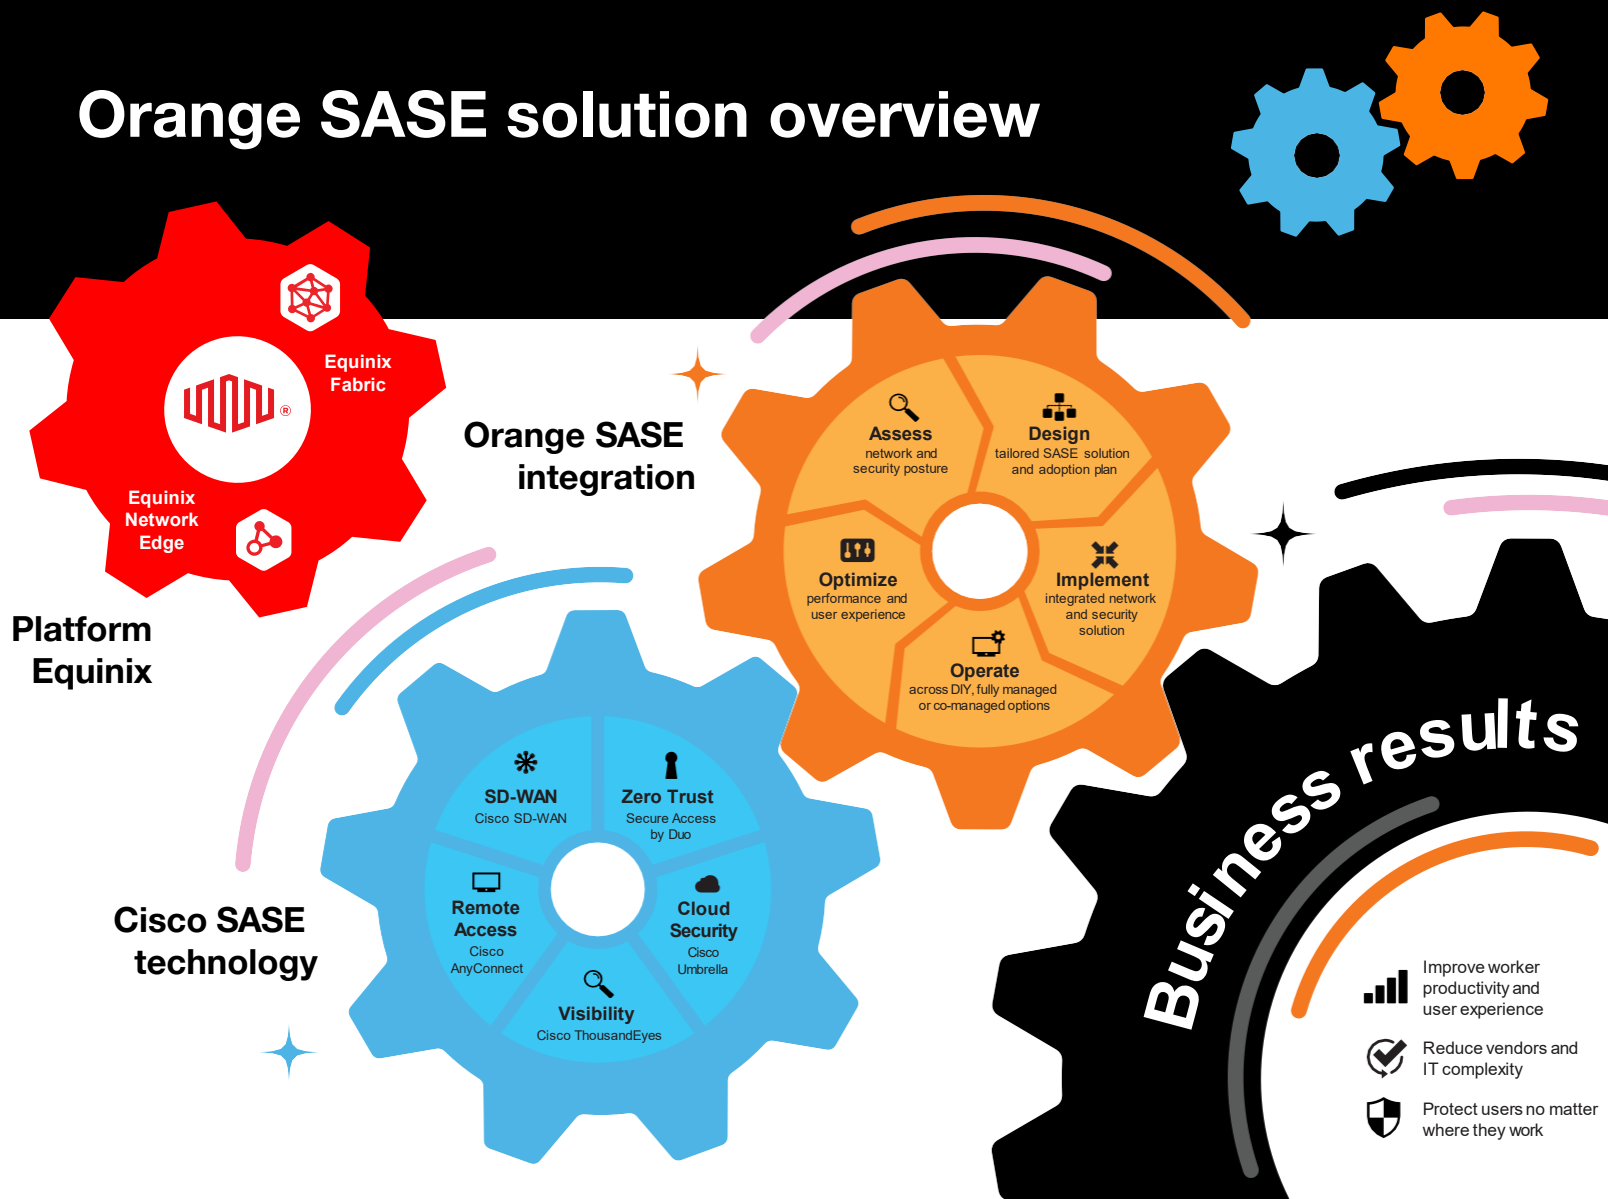 Orange SASE solution overview
Equinix
Fabric
®
Equinix
Network
Edge
Platform
Equinix
Orange SASE
integration
Assess
network and
security posture
Design
tailored SASE solution
and adoption plan
Optimize
performance and
user experience
Implement
integrated network
and security
solution
Operate
across DIY, fully managed
or co-managed options
Cisco SASE
technology
SD-WAN
Cisco SD-WAN
Zero Trust
Secure Access
by Duo
Remote
Access
Cisco
AnyConnect
Cloud
Security
Cisco
Umbrella
Visibility
Cisco ThousandEyes
Business results
Improve worker
productivity and
user experience
Reduce vendors and
IT complexity
Protect users no matter
where they work